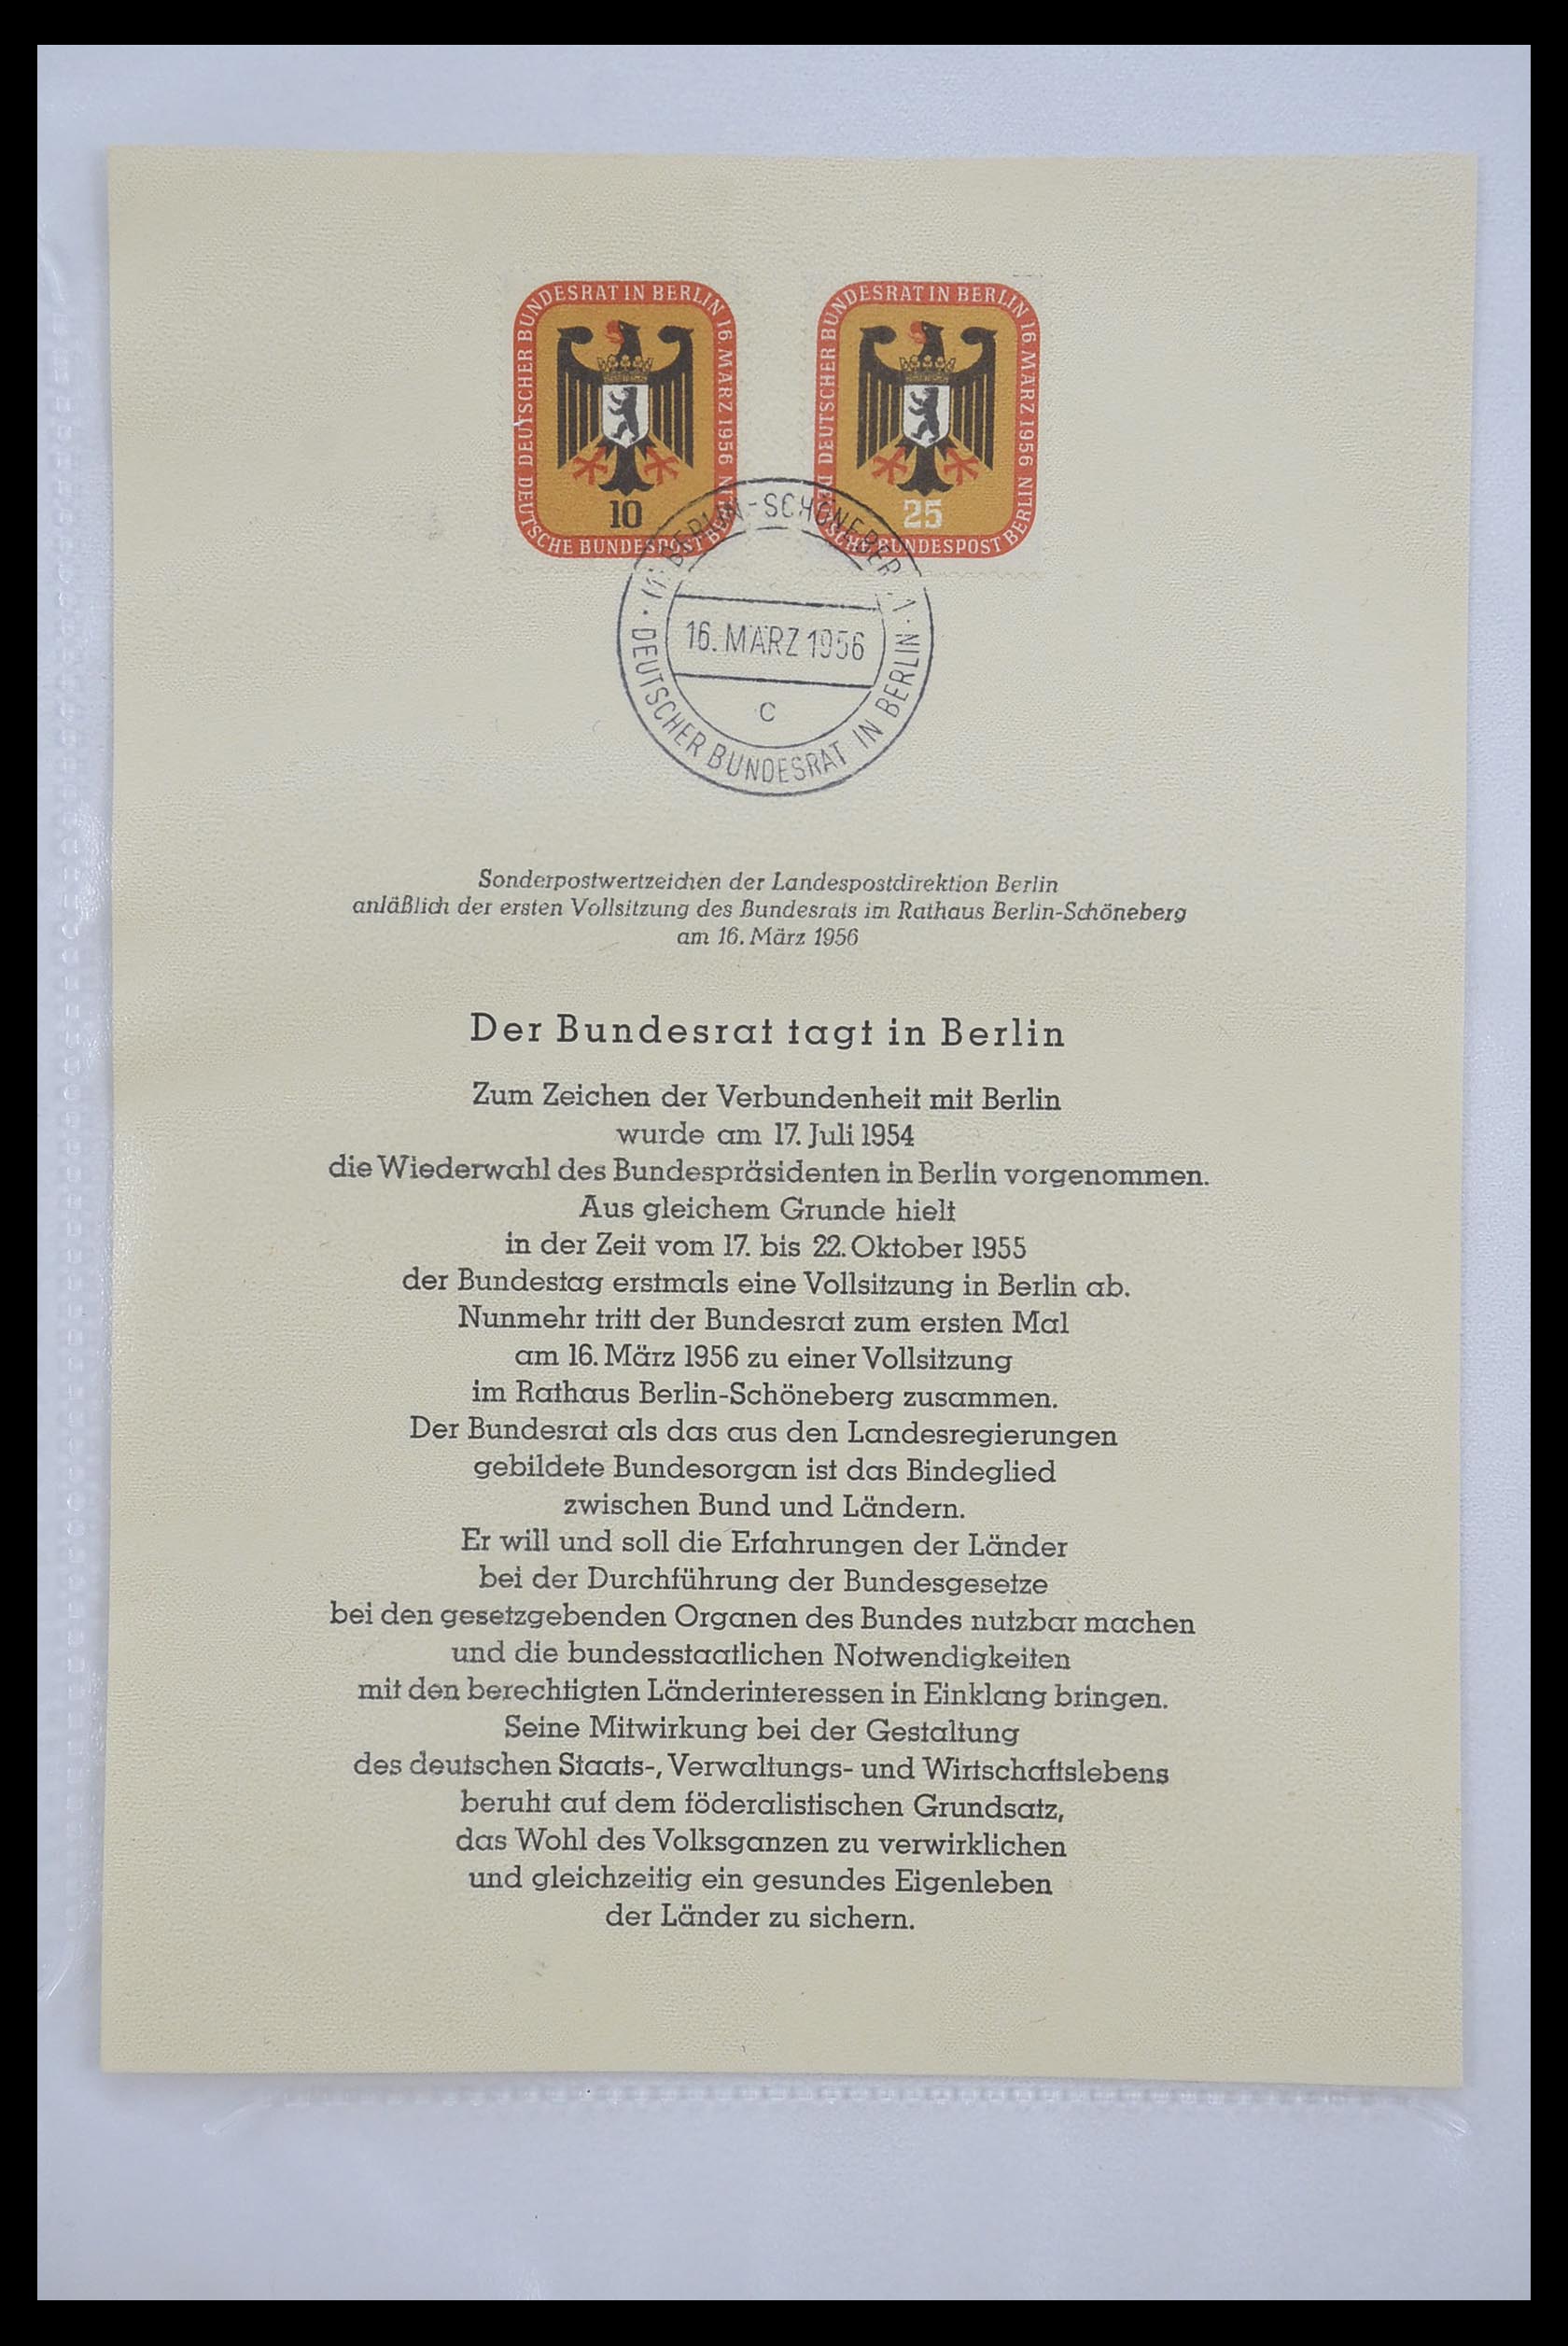 DEUTSCHER BUNDESRAT IN BERLIN 16. MÄRZ 1956
DEUTSCHE BUNDESPOST BERLIN
10
DEUTSCHER BUNDESRAT IN BERLIN 16. MÄRZ 1956
DEUTSCHE BUNDESPOST BERLIN
25
BERLIN-SCHÖNEBERG 1
16. MÄRZ 1956
C
DEUTSCHER BUNDESRAT IN BERLIN
Sonderpostwertzeichen der Landespostdirektion Berlin
anläßlich der ersten Vollsitzung des Bundesrats im Rathaus Berlin-Schöneberg
am 16. März 1956
Der Bundesrat tagt in Berlin
Zum Zeichen der Verbundenheit mit Berlin
wurde am 17. Juli 1954
die Wiederwahl des Bundespräsidenten in Berlin vorgenommen.
Aus gleichem Grunde hielt
in der Zeit vom 17. bis 22. Oktober 1955
der Bundestag erstmals eine Vollsitzung in Berlin ab.
Nunmehr tritt der Bundesrat zum ersten Mal
am 16. März 1956 zu einer Vollsitzung
im Rathaus Berlin-Schöneberg zusammen.
Der Bundesrat als das aus den Landesregierungen
gebildete Bundesorgan ist das Bindeglied
zwischen Bund und Ländern.
Er will und soll die Erfahrungen der Länder
bei der Durchführung der Bundesgesetze
bei den gesetzgebenden Organen des Bundes nutzbar machen
und die bundesstaatlichen Notwendigkeiten
mit den berechtigten Länderinteressen in Einklang bringen.
Seine Mitwirkung bei der Gestaltung
des deutschen Staats-, Verwaltungs- und Wirtschaftslebens
beruht auf dem föderalistischen Grundsatz,
das Wohl des Volksganzen zu verwirklichen
und gleichzeitig ein gesundes Eigenleben
der Länder zu sichern.